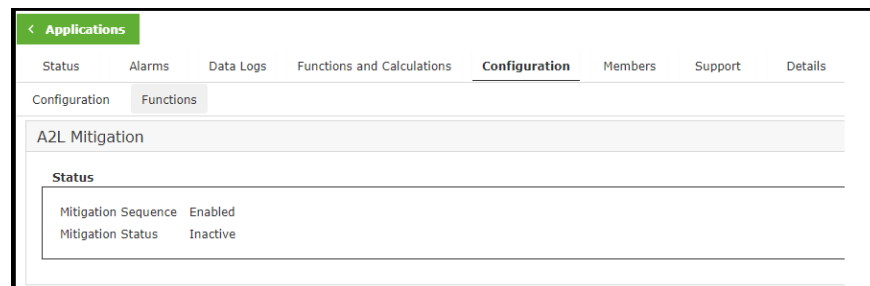 < Applications
Status Alarms Data Logs Functions and Calculations Configuration Members Support Details
Configuration Functions
A2L Mitigation
Status
Mitigation Sequence Enabled
Mitigation Status Inactive